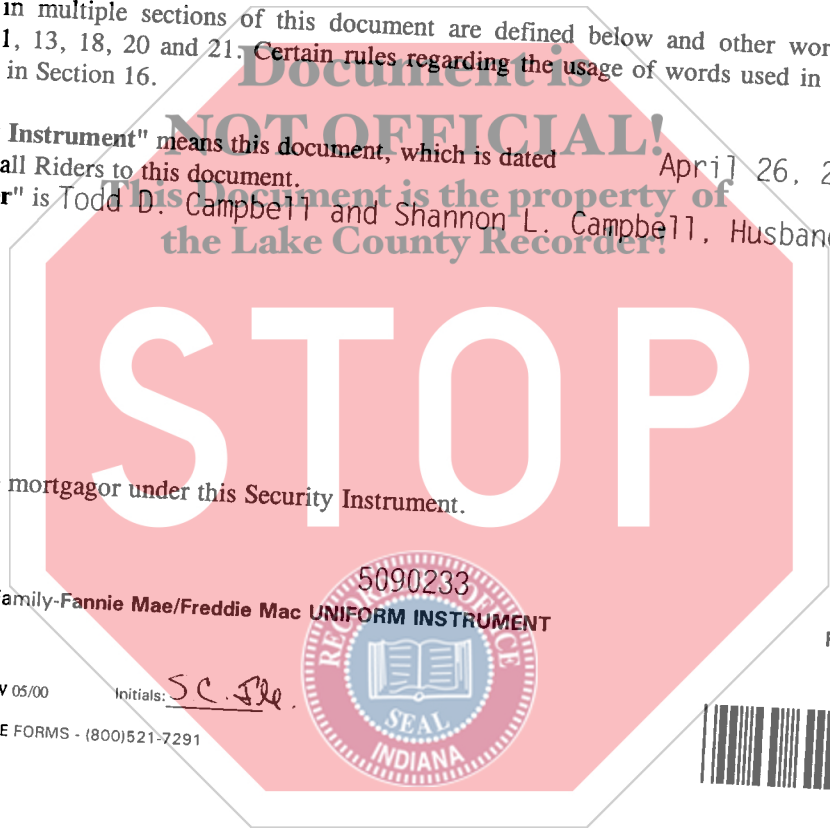 in multiple sections of this document are defined below and other wor
1, 13, 18, 20 and 21. Certain rules regarding the usage of words used in
in Section 16.
Document is
NOT OFFICIAL!
Instrument" means this document, which is dated April 26, 2
all Riders to this document.
This Document is the property of
r" is Todd D. Campbell and Shannon L. Campbell, Husban
the Lake County Recorder!
STOP
mortgagor under this Security Instrument.
5090233
amily-Fannie Mae/Freddie Mac UNIFORM INSTRUMENT
SEAL
INDIANA
05/00 Initials: SC.
E FORMS - (800)521-7291